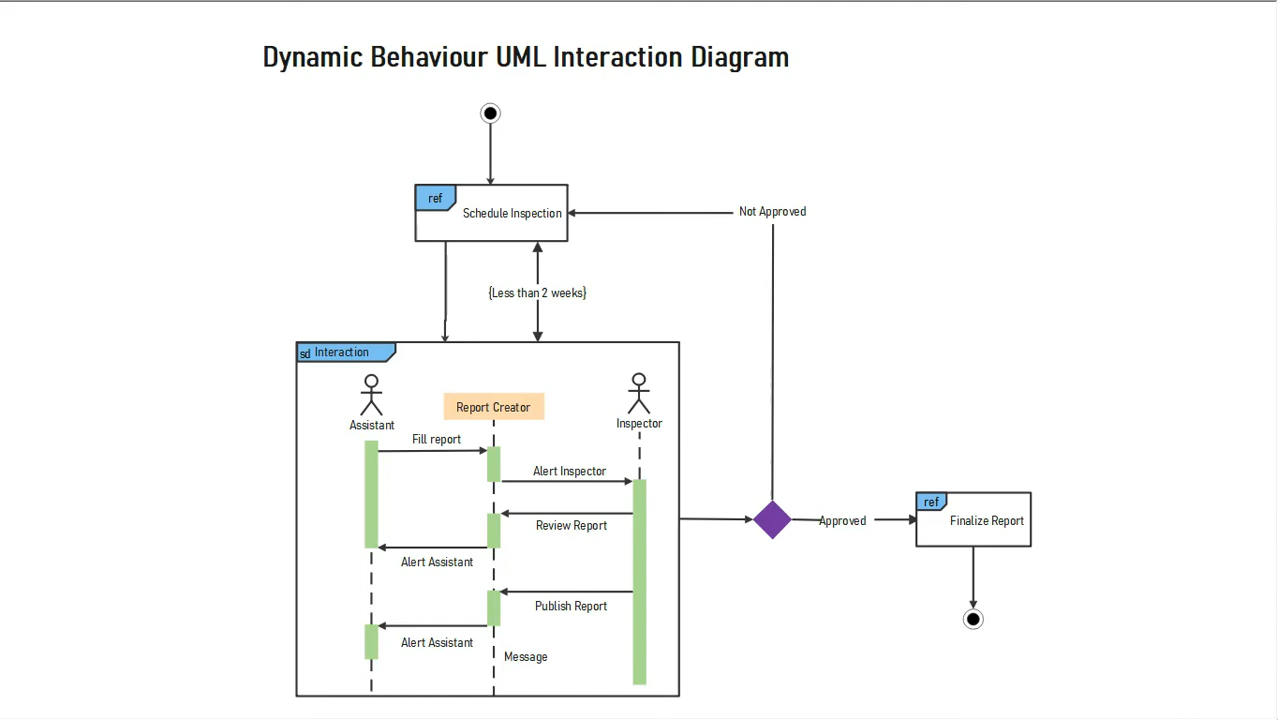 Dynamic Behaviour UML Interaction Diagram
ref
Schedule Inspection
Not Approved
{Less than 2 weeks}
sd Interaction
Assistant
Report Creator
Inspector
Fill report
Alert Inspector
Review Report
Alert Assistant
Publish Report
Alert Assistant
Message
Approved
ref
Finalize Report